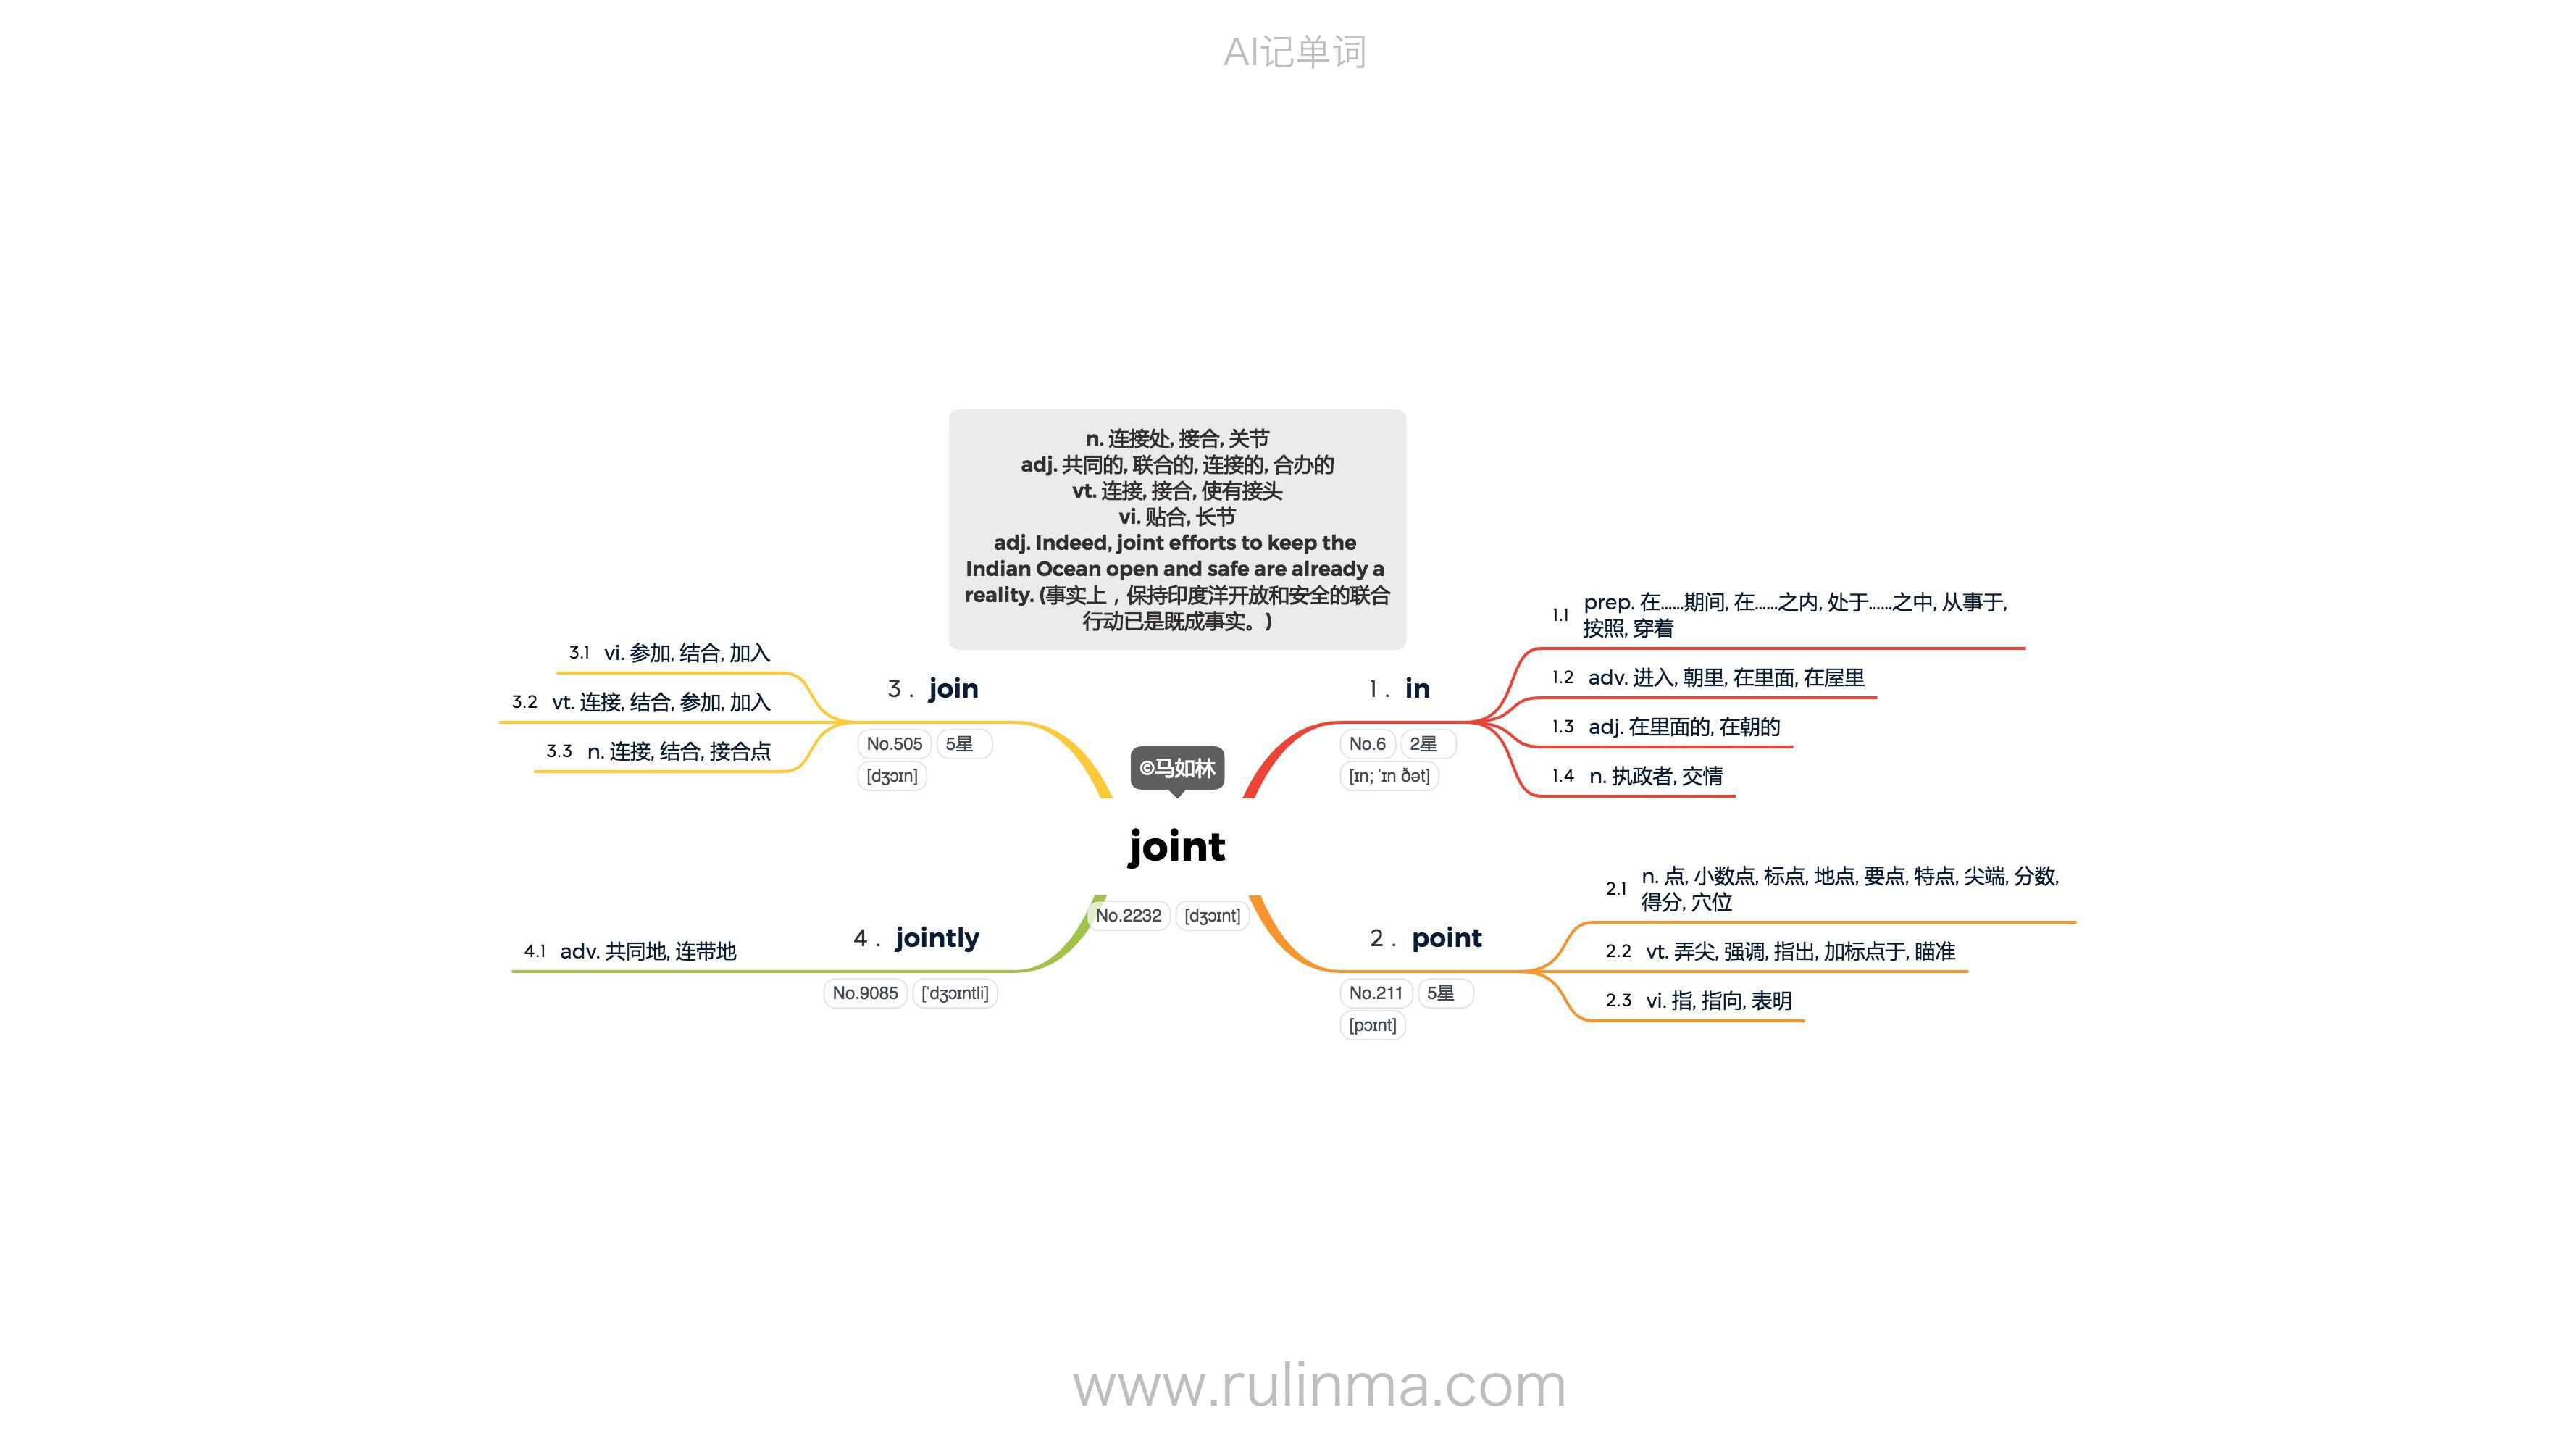 AI记单词
n. 连接处, 接合, 关节
adj. 共同的, 联合的, 连接的, 合办的
vt. 连接, 接合, 使有接头
vi. 贴合, 长节
adj. Indeed, joint efforts to keep the
Indian Ocean open and safe are already a
reality. (事实上，保持印度洋开放和安全的联合
行动已是既成事实。)
©马如林
joint
No.2232 [dʒɔɪnt]
1. in
No.6 2星
[ɪn; ˈɪn ðət]
1.1 prep. 在……期间, 在……之内, 处于……之中, 从事于,
按照, 穿着
1.2 adv. 进入, 朝里, 在里面, 在屋里
1.3 adj. 在里面的, 在朝的
1.4 n. 执政者, 交情
2. point
No.211 5星
[pɔɪnt]
2.1 n. 点, 小数点, 标点, 地点, 要点, 特点, 尖端, 分数,
得分, 穴位
2.2 vt. 弄尖, 强调, 指出, 加标点于, 瞄准
2.3 vi. 指, 指向, 表明
3. join
No.505 5星
[dʒɔɪn]
3.1 vi. 参加, 结合, 加入
3.2 vt. 连接, 结合, 参加, 加入
3.3 n. 连接, 结合, 接合点
4. jointly
No.9085 [ˈdʒɔɪntli]
4.1 adv. 共同地, 连带地
www.rulinma.com